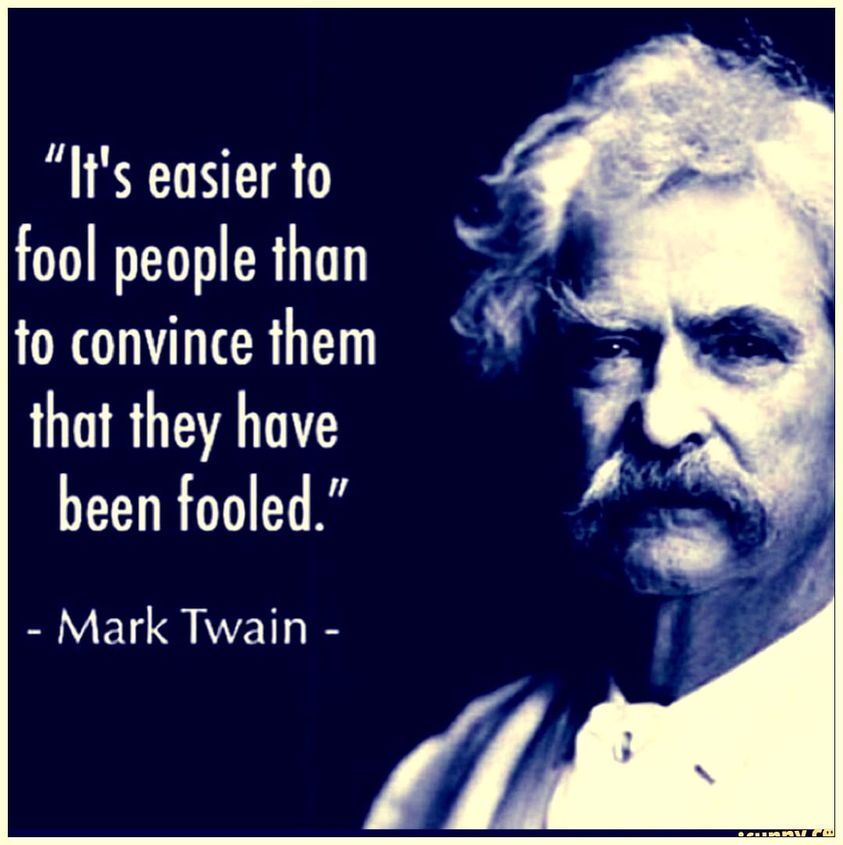 “It's easier to
fool people than
to convince them
that they have
been fooled.”
- Mark Twain -